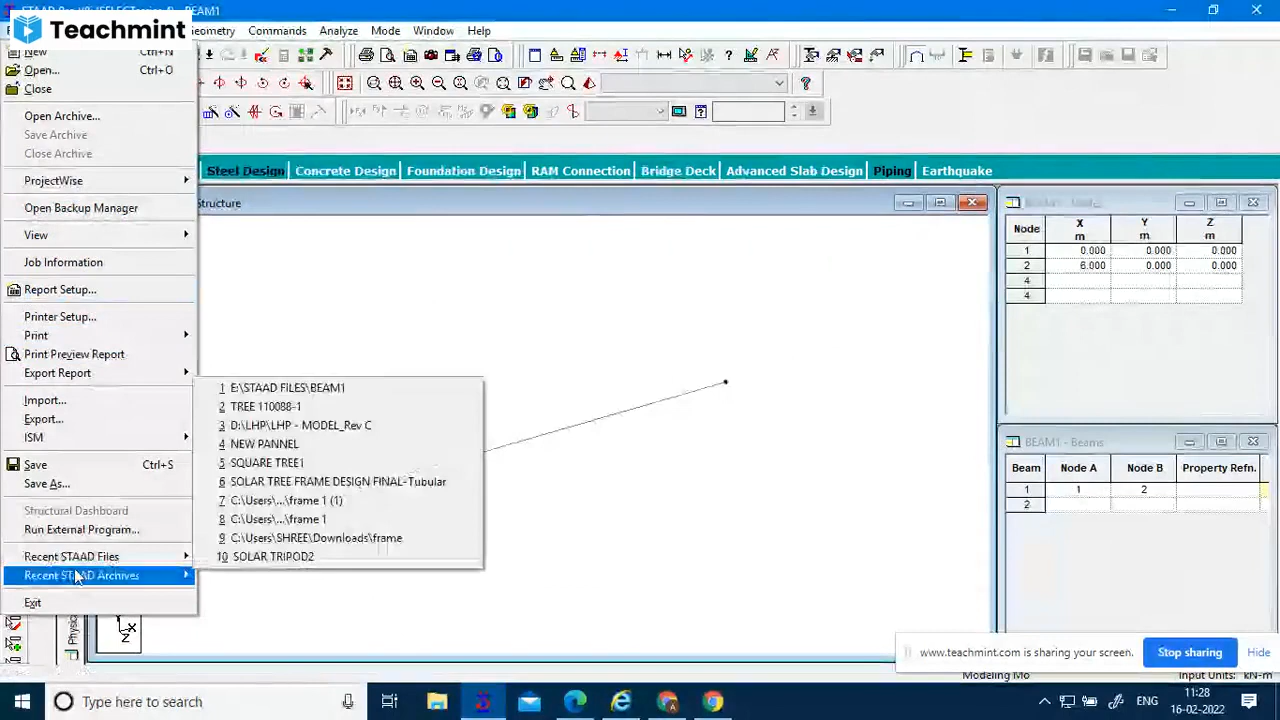 BEAM1
Teachmint
Geometry Commands Analyze Mode Window Help
New Ctrl+N
Open... Ctrl+O
Close
Open Archive...
Save Archive
Close Archive
ProjectWise
Open Backup Manager
View
Job Information
Report Setup...
Printer Setup...
Print
Print Preview Report
Export Report
Import...
Export...
ISM
Save Ctrl+S
Save As...
Structural Dashboard
Run External Program...
Recent STAAD Files
Recent STAAD Archives
Exit
1 E:\STAAD FILES\BEAM1
2 TREE 110088-1
3 D:\LHP\LHP - MODEL_Rev C
4 NEW PANNEL
5 SQUARE TREE1
6 SOLAR TREE FRAME DESIGN FINAL-Tubular
7 C:\Users\...\frame 1 (1)
8 C:\Users\...\frame 1
9 C:\Users\SHREE\Downloads\frame
10 SOLAR TRIPOD2
Steel Design Concrete Design Foundation Design RAM Connection Bridge Deck Advanced Slab Design Piping Earthquake
Structure
Node X m Y m Z m
1 0.000 0.000 0.000
2 6.000 0.000 0.000
4
4
BEAM1 - Beams
Beam Node A Node B Property Refn.
1 1 2
2
Z
www.teachmint.com is sharing your screen. Stop sharing Hide
Modeling Mo Input Units: kN-m
Type here to search
ENG
11:28
16-02-2022